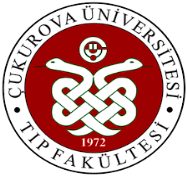 ÇUKUROVA ÜNİVERSİTESİ
1972
• TIP FAKÜLTESİ •